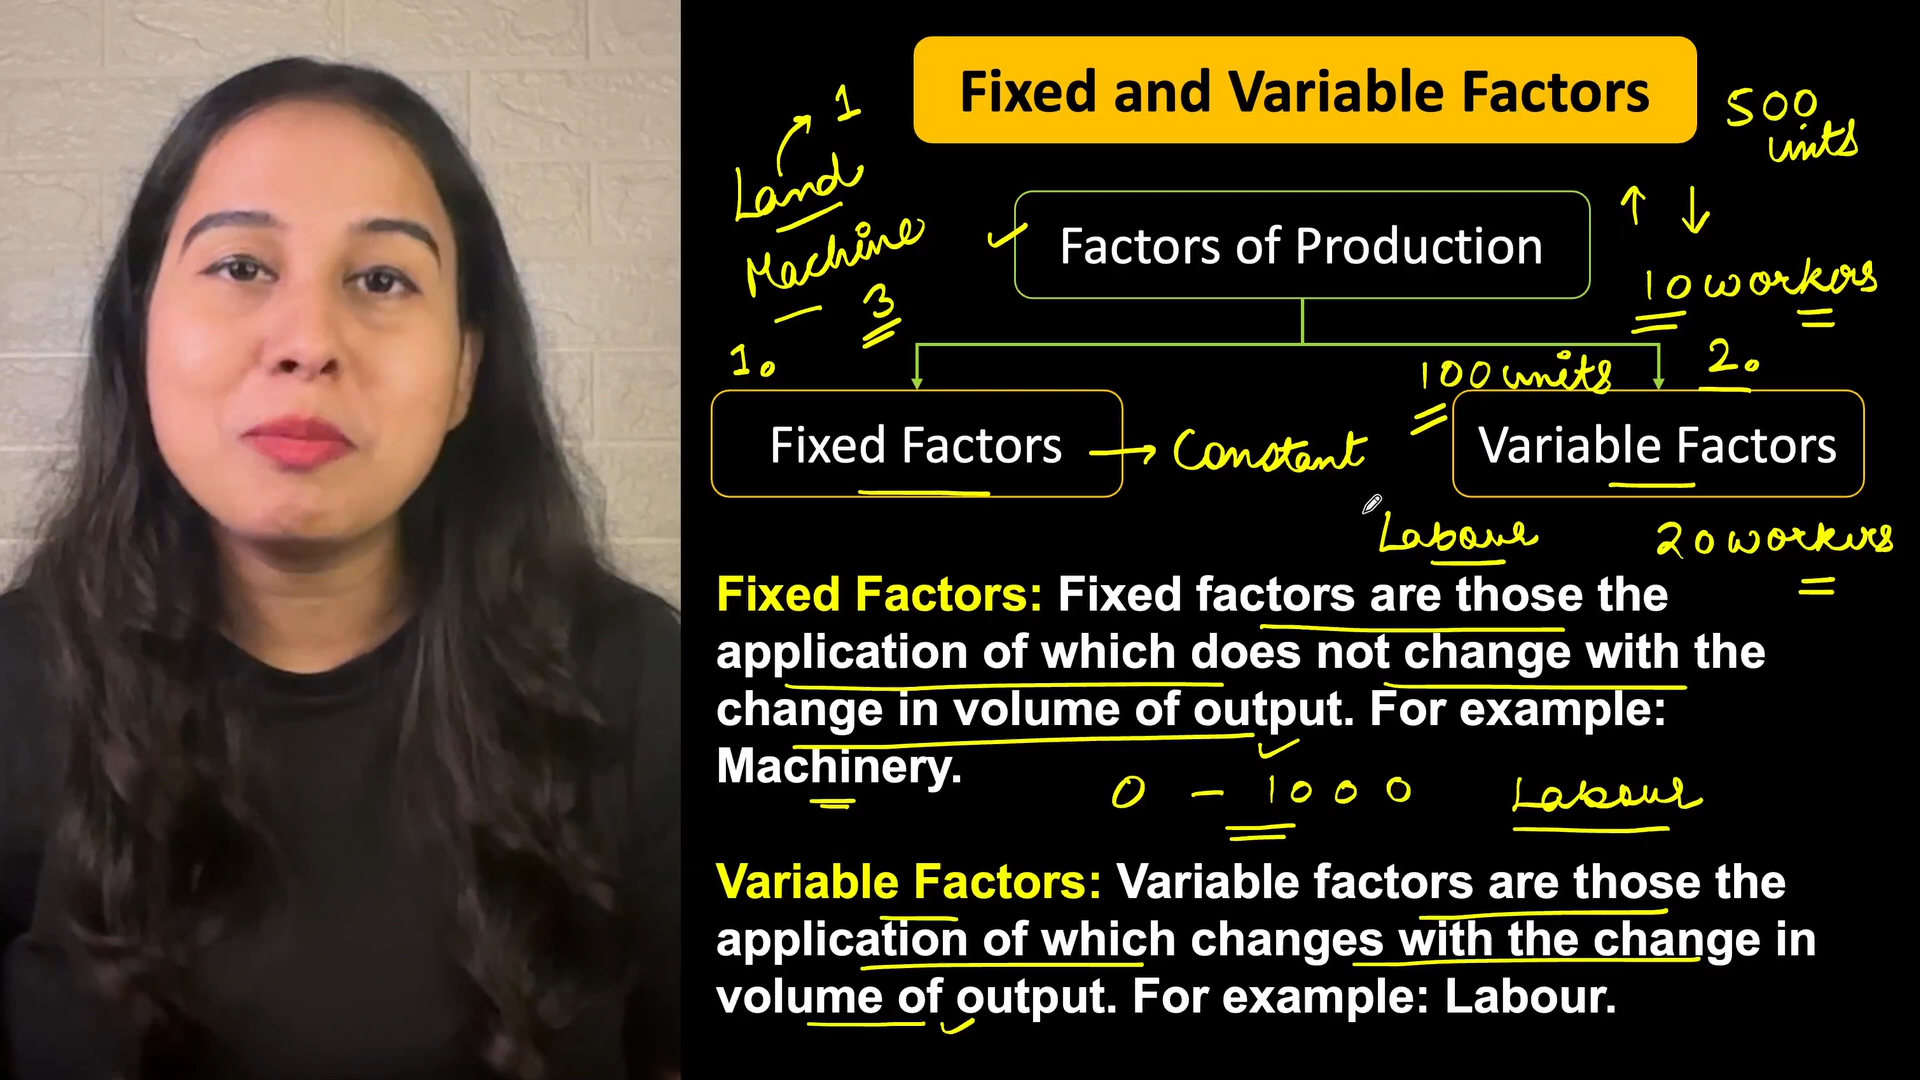 Fixed and Variable Factors
1
500
units
Land
Machine
3
Factors of Production
↑ ↓
10 workers
1.
100 units
2.
Fixed Factors → Constant
Variable Factors
Labour
20 workers
Fixed Factors: Fixed factors are those the
application of which does not change with the
change in volume of output. For example:
Machinery.
0 - 1000 Labour
Variable Factors: Variable factors are those the
application of which changes with the change in
volume of output. For example: Labour.